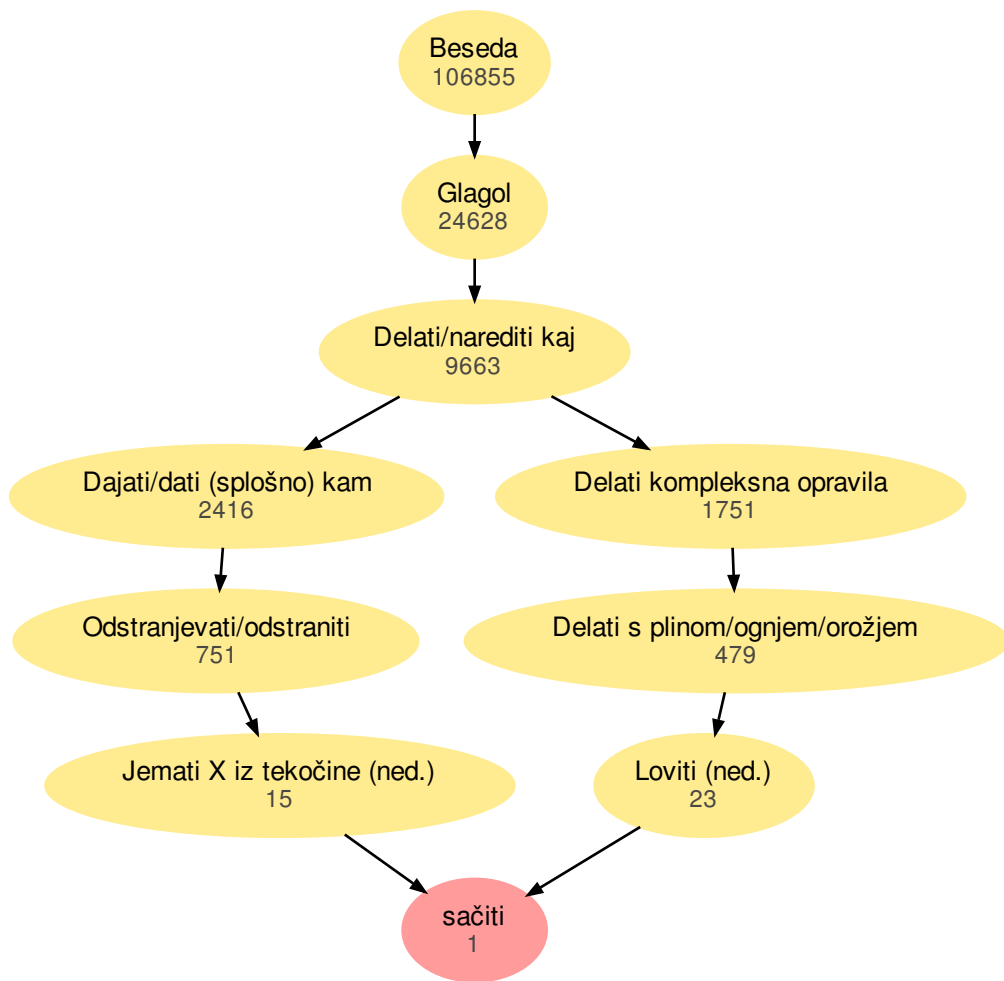 Beseda
106855
Glagol
24628
Delati/narediti kaj
9663
Dajati/dati (splošno) kam
2416
Delati kompleksna opravila
1751
Odstranjevati/odstraniti
751
Delati s plinom/ognjem/orožjem
479
Jemati X iz tekočine (ned.)
15
Loviti (ned.)
23
sačiti
1